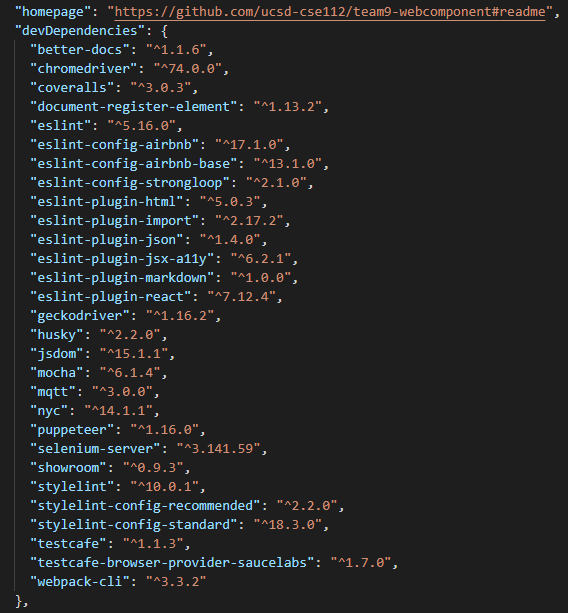 "homepage": "https://github.com/ucsd-cse112/team9-webcomponent#readme",
"devDependencies": {
"better-docs": "^1.1.6",
"chromedriver": "^74.0.0",
"coveralls": "^3.0.3",
"document-register-element": "^1.13.2",
"eslint": "^5.16.0",
"eslint-config-airbnb": "^17.1.0",
"eslint-config-airbnb-base": "^13.1.0",
"eslint-config-strongloop": "^2.1.0",
"eslint-plugin-html": "^5.0.3",
"eslint-plugin-import": "^2.17.2",
"eslint-plugin-json": "^1.4.0",
"eslint-plugin-jsx-a11y": "^6.2.1",
"eslint-plugin-markdown": "^1.0.0",
"eslint-plugin-react": "^7.12.4",
"geckodriver": "^1.16.2",
"husky": "^2.2.0",
"jsdom": "^15.1.1",
"mocha": "^6.1.4",
"mqtt": "^3.0.0",
"nyc": "^14.1.1",
"puppeteer": "^1.16.0",
"selenium-server": "^3.141.59",
"showroom": "^0.9.3",
"stylelint": "^10.0.1",
"stylelint-config-recommended": "^2.2.0",
"stylelint-config-standard": "^18.3.0",
"testcafe": "^1.1.3",
"testcafe-browser-provider-saucelabs": "^1.7.0",
"webpack-cli": "^3.3.2"
},